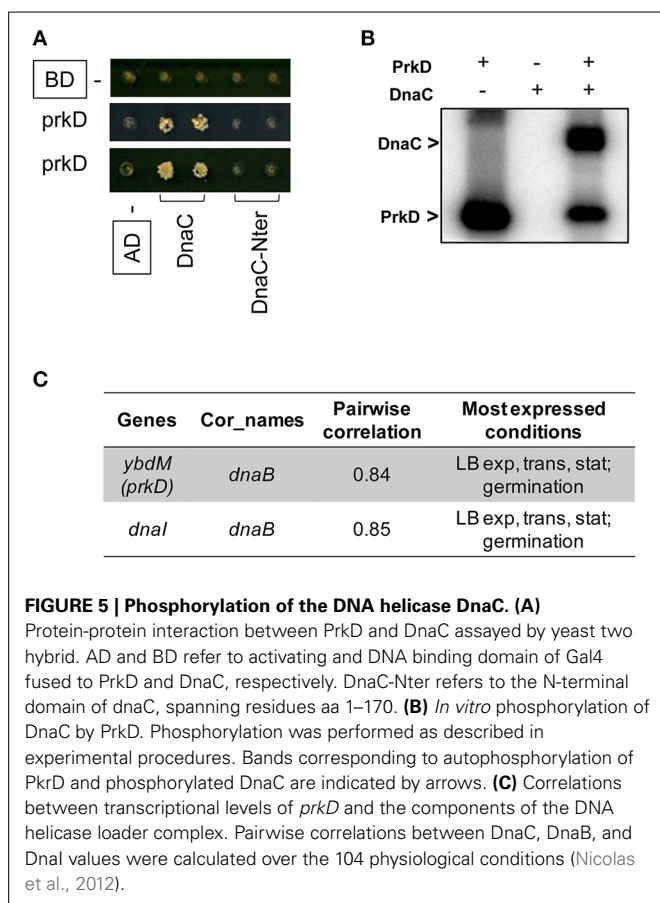 A
BD -
prkD
prkD
AD -
DnaC
DnaC-Nter
B
PrkD + - +
DnaC - + +
DnaC >
PrkD >
C
Genes Cor_names Pairwise correlation Most expressed conditions
ybdM (prkD) dnaB 0.84 LB exp, trans, stat; germination
dnaI dnaB 0.85 LB exp, trans, stat; germination
FIGURE 5 | Phosphorylation of the DNA helicase DnaC. (A)
Protein-protein interaction between PrkD and DnaC assayed by yeast two
hybrid. AD and BD refer to activating and DNA binding domain of Gal4
fused to PrkD and DnaC, respectively. DnaC-Nter refers to the N-terminal
domain of dnaC, spanning residues aa 1–170. (B) In vitro phosphorylation of
DnaC by PrkD. Phosphorylation was performed as described in
experimental procedures. Bands corresponding to autophosphorylation of
PkrD and phosphorylated DnaC are indicated by arrows. (C) Correlations
between transcriptional levels of prkD and the components of the DNA
helicase loader complex. Pairwise correlations between DnaC, DnaB, and
DnaI values were calculated over the 104 physiological conditions (Nicolas
et al., 2012).